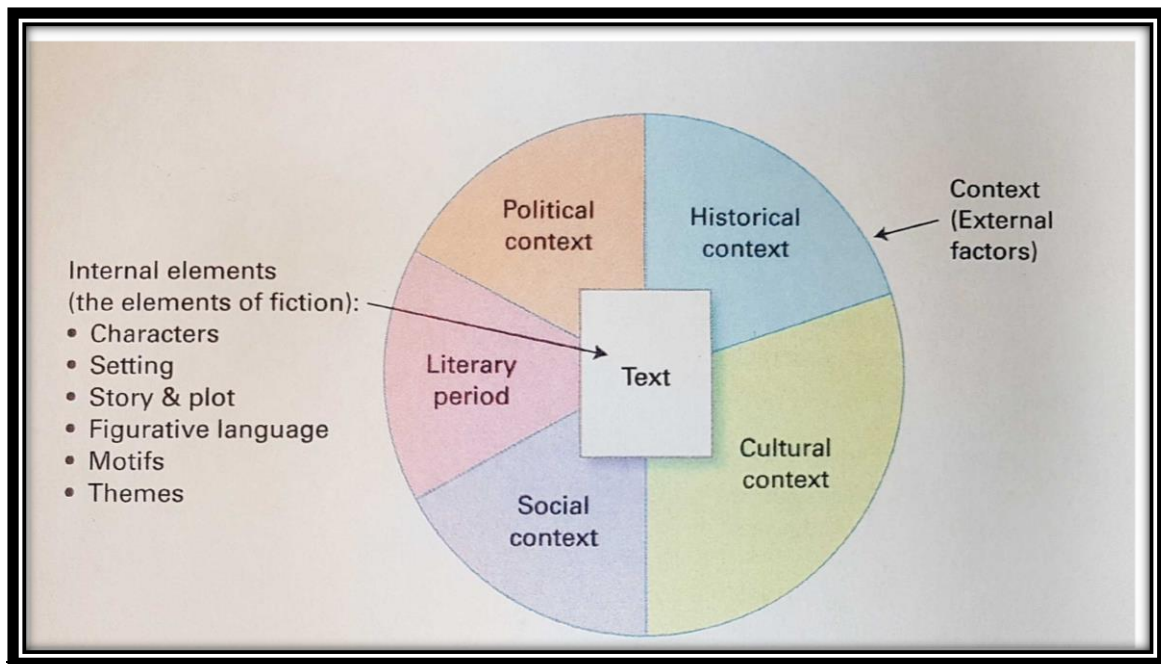 Political
context
Historical
context
Context
(External
factors)
Internal elements
(the elements of fiction):
• Characters
• Setting
• Story & plot
• Figurative language
• Motifs
• Themes
Literary
period
Text
Cultural
context
Social
context